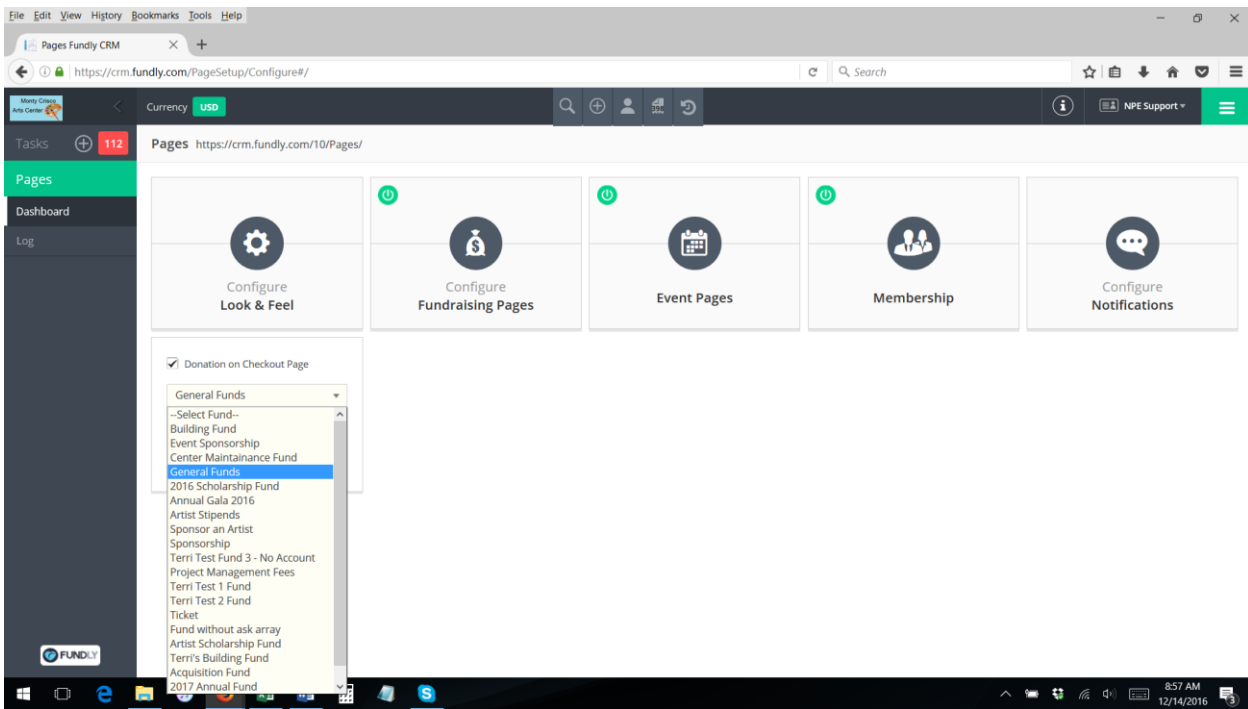 File Edit View History Bookmarks Tools Help
Pages Fundly CRM
https://crm.fundly.com/PageSetup/Configure#/
Search
Monty Crisco
Arts Center
Currency USD
NPE Support
Tasks 112
Pages https://crm.fundly.com/10/Pages/
Pages
Dashboard
Log
Configure
Look & Feel
Configure
Fundraising Pages
Event Pages
Membership
Configure
Notifications
Donation on Checkout Page
General Funds
--Select Fund--
Building Fund
Event Sponsorship
Center Maintainance Fund
General Funds
2016 Scholarship Fund
Annual Gala 2016
Artist Stipends
Sponsor an Artist
Sponsorship
Terri Test Fund 3 - No Account
Project Management Fees
Terri Test 1 Fund
Terri Test 2 Fund
Ticket
Fund without ask array
Artist Scholarship Fund
Terri's Building Fund
Acquisition Fund
2017 Annual Fund
FUNDLY
8:57 AM
12/14/2016
3